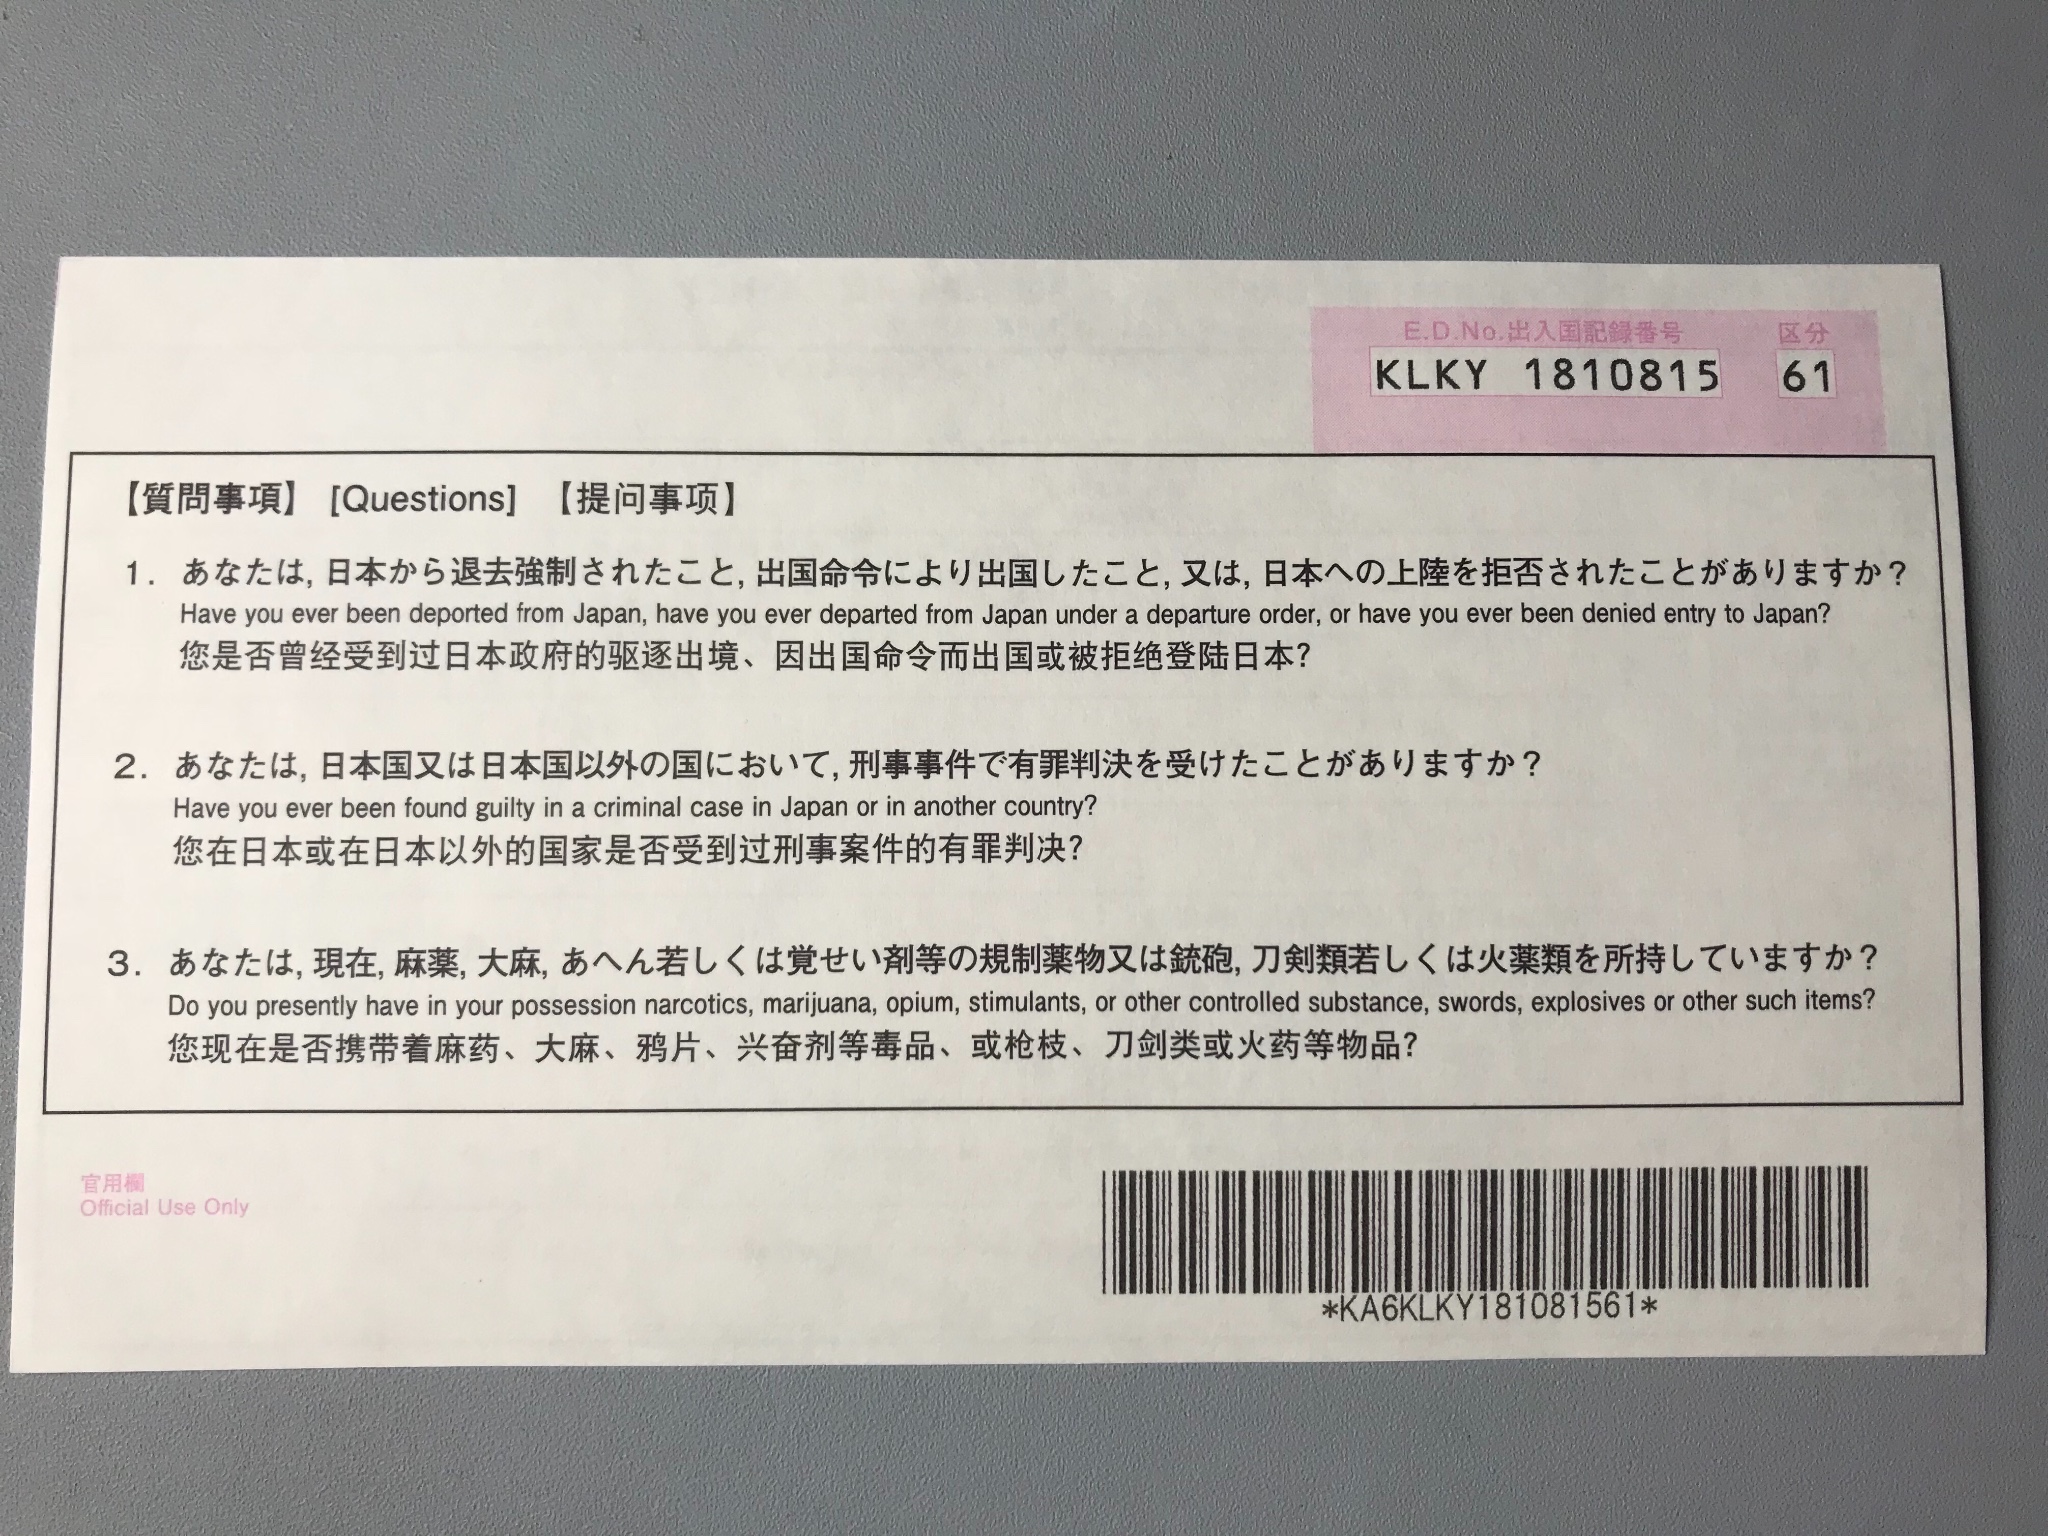 E.D.No.出入国記録番号 区分
KLKY 1810815 61
【質問事項】 [Questions] 【提问事项】
1. あなたは, 日本から退去強制されたこと, 出国命令により出国したこと, 又は, 日本への上陸を拒否されたことがありますか？
Have you ever been deported from Japan, have you ever departed from Japan under a departure order, or have you ever been denied entry to Japan?
您是否曾经受到过日本政府的驱逐出境、因出国命令而出国或被拒绝登陆日本?
2. あなたは, 日本国又は日本国以外の国において, 刑事事件で有罪判決を受けたことがありますか？
Have you ever been found guilty in a criminal case in Japan or in another country?
您在日本或在日本以外的国家是否受到过刑事案件的有罪判决?
3. あなたは, 現在, 麻薬, 大麻, あへん若しくは覚せい剤等の規制薬物又は銃砲, 刀剣類若しくは火薬類を所持していますか？
Do you presently have in your possession narcotics, marijuana, opium, stimulants, or other controlled substance, swords, explosives or other such items?
您现在是否携带着麻药、大麻、鸦片、兴奋剂等毒品、或枪枝、刀剑类或火药等物品?
官用欄
Official Use Only
*KA6KLKY181081561*